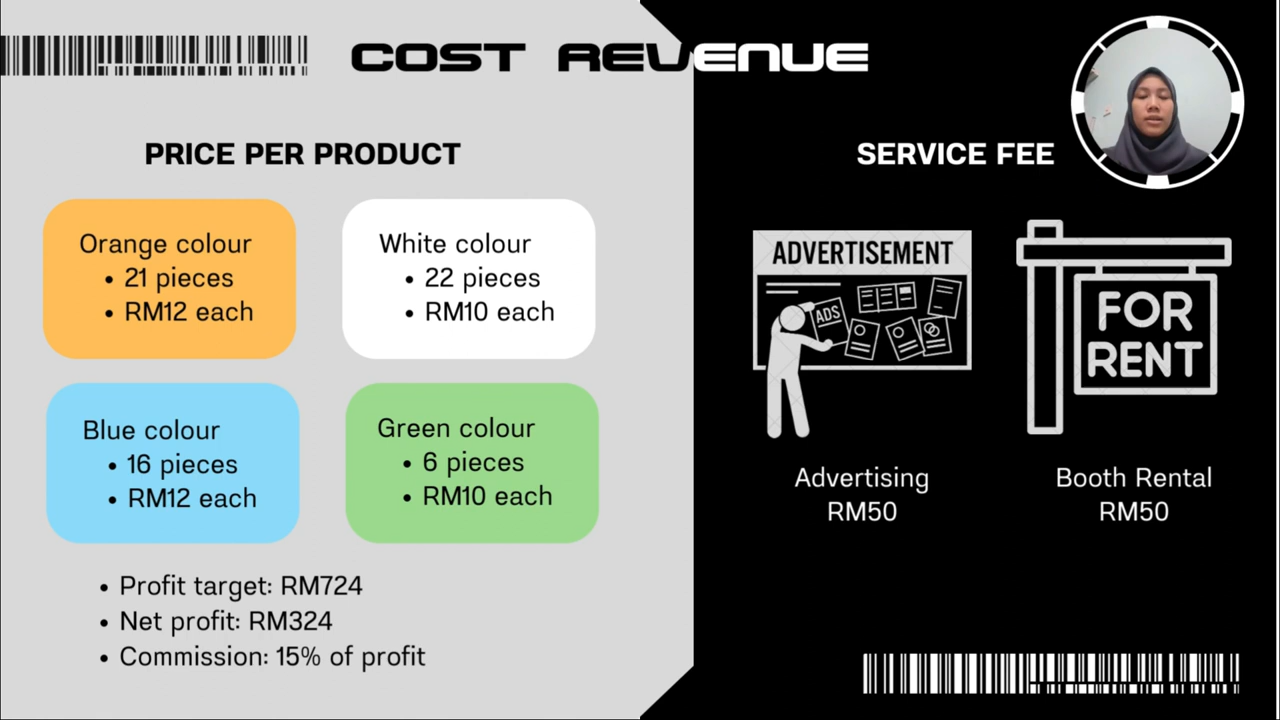 COST REVENUE
PRICE PER PRODUCT
Orange colour
• 21 pieces
• RM12 each
White colour
• 22 pieces
• RM10 each
Blue colour
• 16 pieces
• RM12 each
Green colour
• 6 pieces
• RM10 each
• Profit target: RM724
• Net profit: RM324
• Commission: 15% of profit
SERVICE FEE
ADVERTISEMENT
ADS
FOR
RENT
Advertising
RM50
Booth Rental
RM50